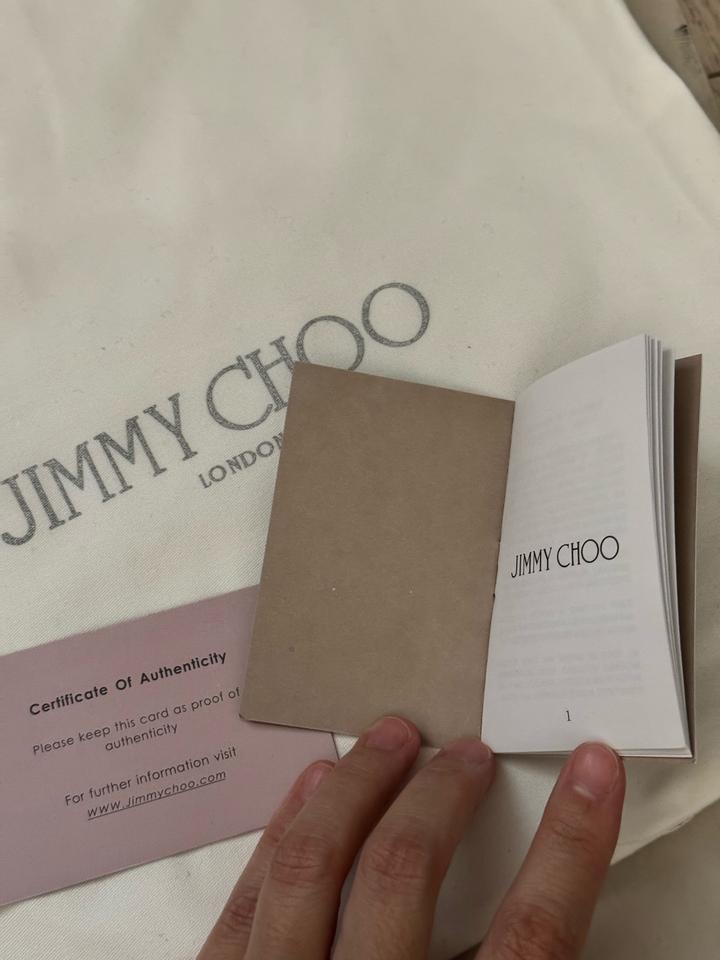 JIMMY CHOO
LONDON
JIMMY CHOO
1
Certificate Of Authenticity
Please keep this card as proof of
authenticity
For further information visit
www.Jimmychoo.com